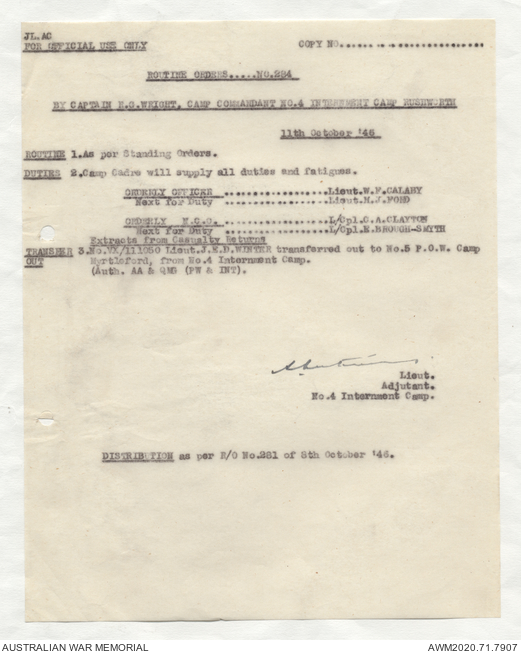 JL.AC
FOR OFFICIAL USE ONLY COPY NO....................
ROUTINE ORDERS.....NO.284
BY CAPTAIN H.G.WRIGHT, CAMP COMMANDANT NO.4 INTERNMENT CAMP RUSHWORTH
11th October '46
ROUTINE 1.As per Standing Orders.
DUTIES 2.Camp Cadre will supply all duties and fatigues.
ORDERLY OFFICER ....................Lieut.W.F.CALABY
Next for Duty ....................Lieut.N.J.FORD
ORDERLY N.C.O. ....................L/Cpl.C.A.CLAYTON
Next for Duty ....................L/Cpl.E.BROUGH-SMYTH
Extracts from Casualty Returns
TRANSFER 3.No.VX/111050 Lieut.J.E.D.WINTER transferred out to No.5 P.O.W. Camp
OUT Myrtleford, from No.4 Internment Camp.
(Auth. AA & QMG (PW & INT).
Lieut.
Adjutant.
No.4 Internment Camp.
DISTRIBUTION as per R/O No.281 of 8th October '46.
AUSTRALIAN WAR MEMORIAL AWM2020.71.7907